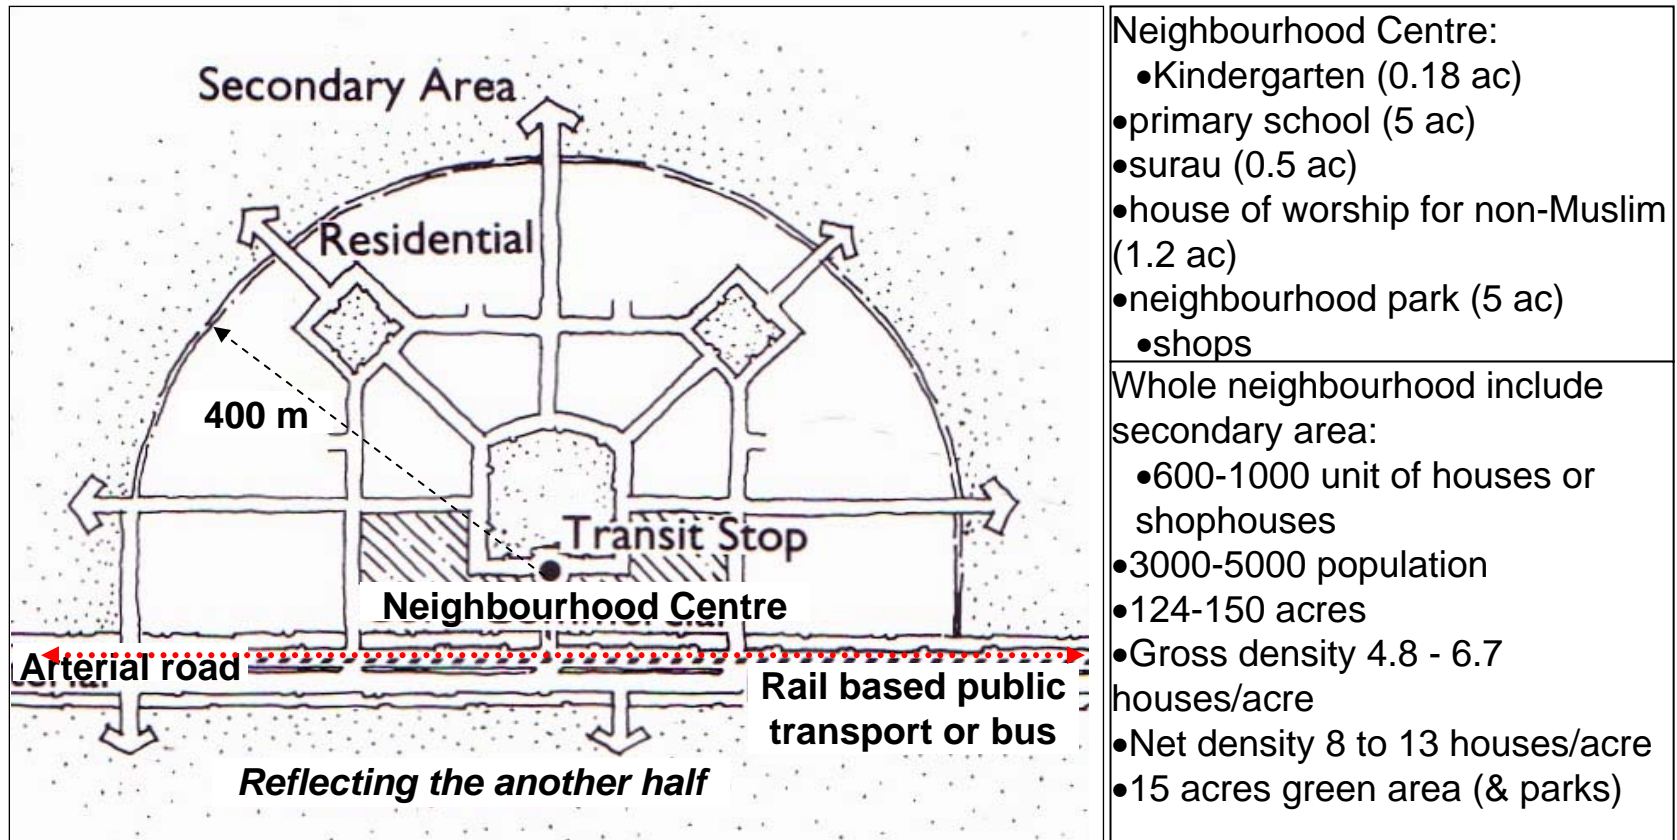 Secondary Area
Residential
400 m
Transit Stop
Neighbourhood Centre
Arterial road
Rail based public
transport or bus
Reflecting the another half
Neighbourhood Centre:
•Kindergarten (0.18 ac)
•primary school (5 ac)
•surau (0.5 ac)
•house of worship for non-Muslim
(1.2 ac)
•neighbourhood park (5 ac)
•shops
Whole neighbourhood include
secondary area:
•600-1000 unit of houses or
shophouses
•3000-5000 population
•124-150 acres
•Gross density 4.8 - 6.7
houses/acre
•Net density 8 to 13 houses/acre
•15 acres green area (& parks)